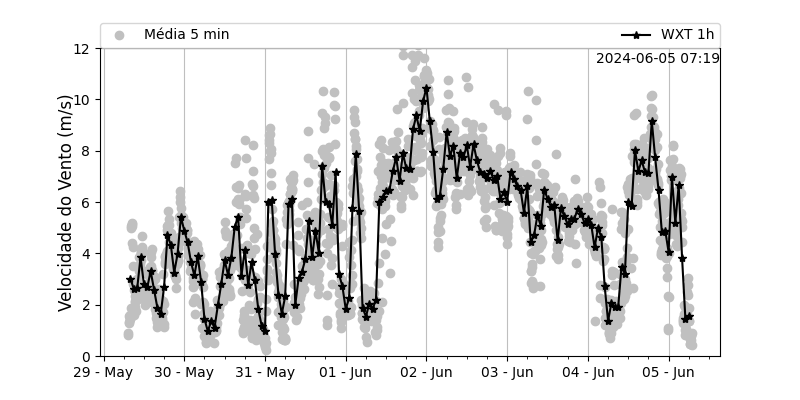 Média 5 min
WXT 1h
2024-06-05 07:19
Velocidade do Vento (m/s)
12
10
8
6
4
2
0
29 - May
30 - May
31 - May
01 - Jun
02 - Jun
03 - Jun
04 - Jun
05 - Jun